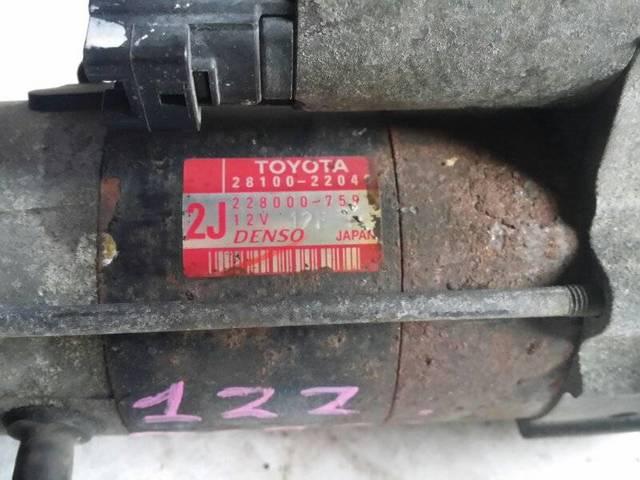 TOYOTA
28100-2204
2J
228000-759
12V
DENSO JAPAN
122